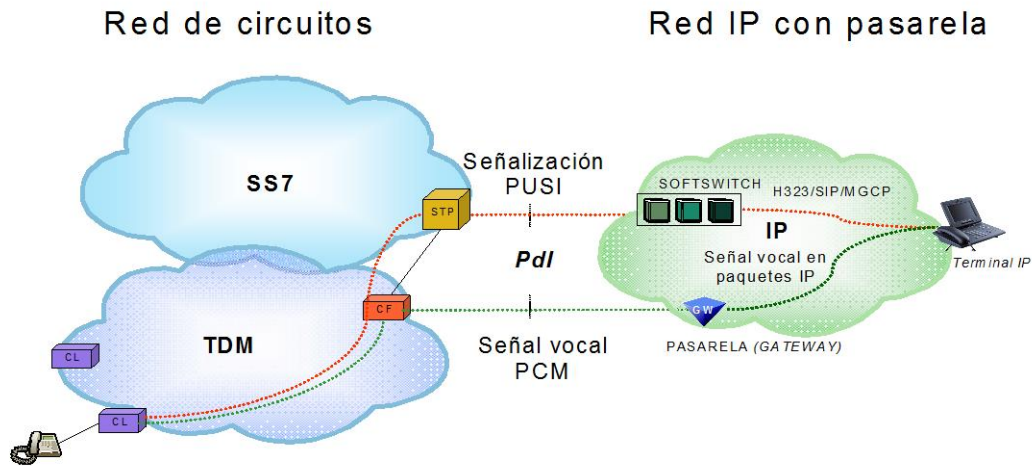 Red de circuitos
Red IP con pasarela
SS7
STP
Señalización
PUSI
PdI
SOFTSWITCH
H323/SIP/MGCP
IP
Señal vocal en
paquetes IP
Terminal IP
CF
TDM
CL
CL
Señal vocal
PCM
GW
PASARELA (GATEWAY)